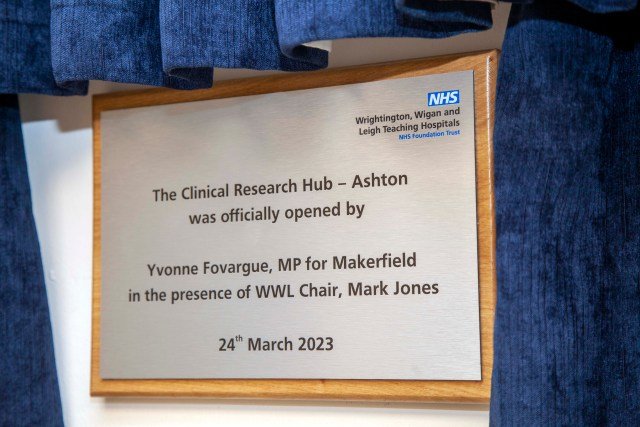 NHS
Wrightington, Wigan and
Leigh Teaching Hospitals
NHS Foundation Trust
The Clinical Research Hub – Ashton
was officially opened by
Yvonne Fovargue, MP for Makerfield
in the presence of WWL Chair, Mark Jones
24th March 2023